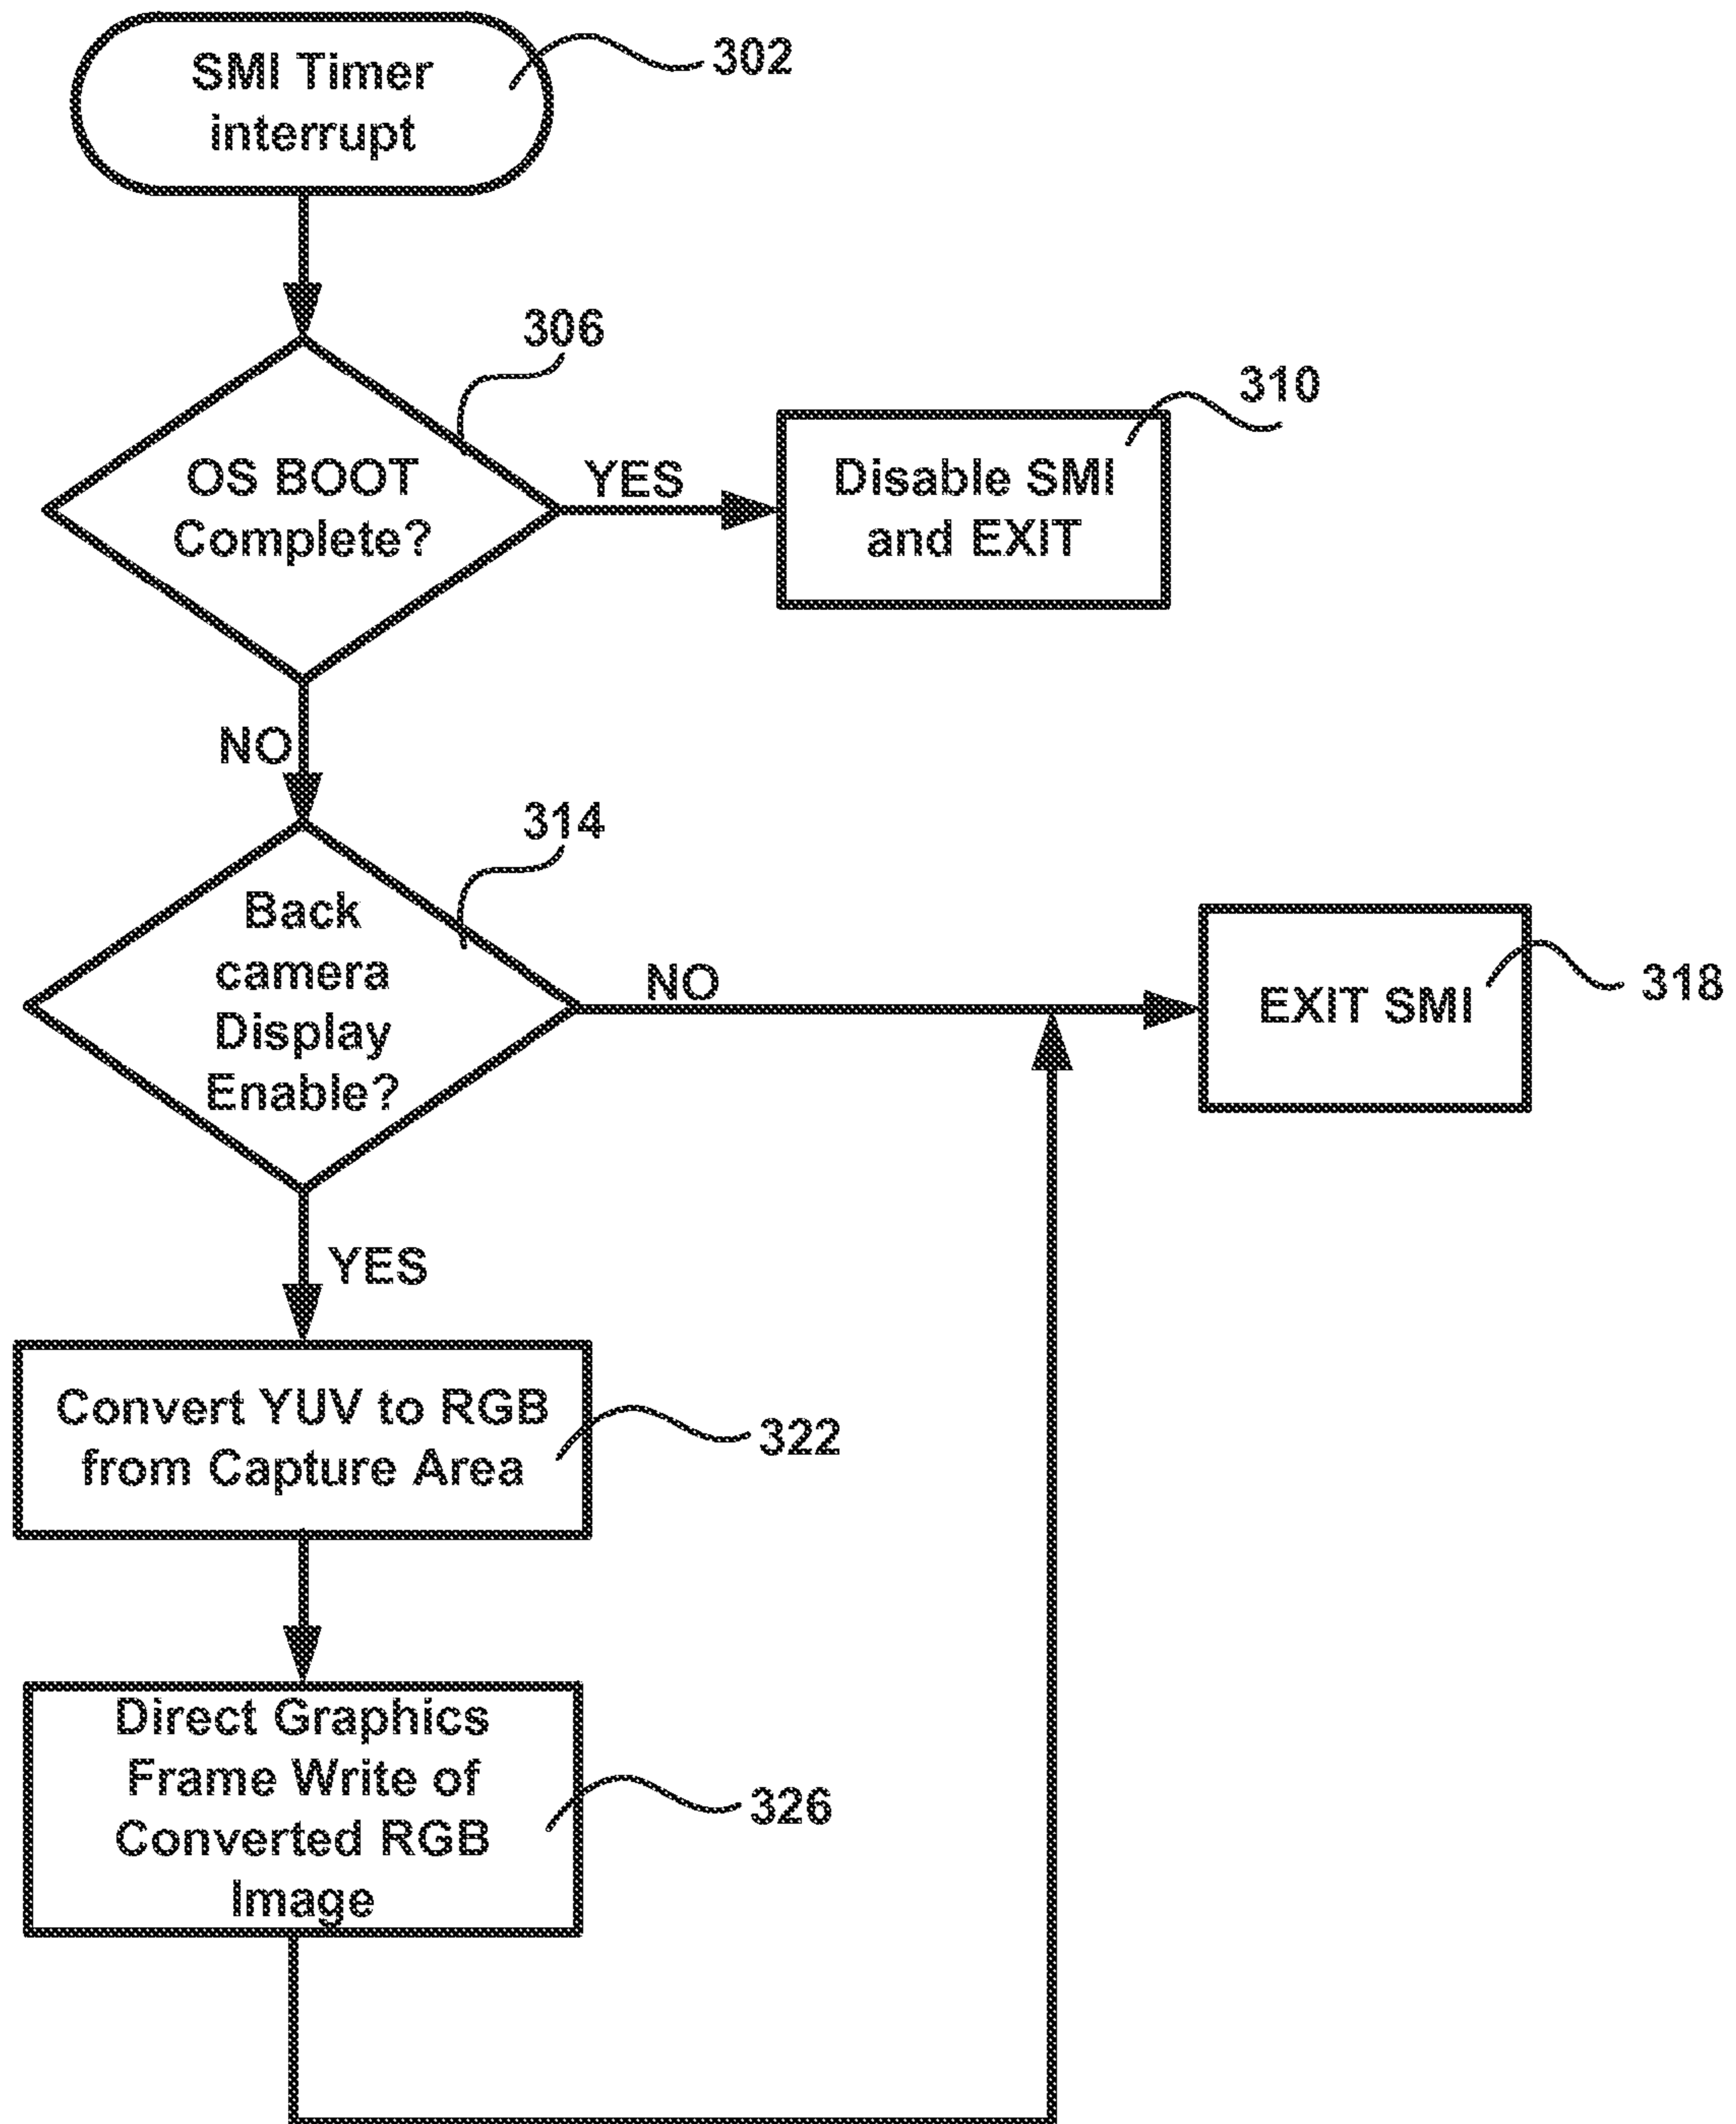 SMI Timer
interrupt
302
306
OS BOOT
Complete?
YES
310
Disable SMI
and EXIT
NO
314
Back
camera
Display
Enable?
NO
EXIT SMI
318
YES
Convert YUV to RGB
from Capture Area
322
Direct Graphics
Frame Write of
Converted RGB
Image
326